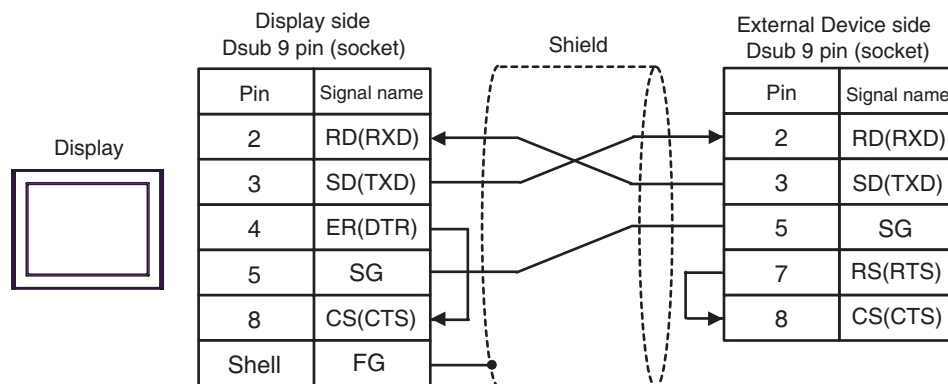 Display side
Dsub 9 pin (socket)
Shield
External Device side
Dsub 9 pin (socket)
Display
Pin Signal name
2 RD(RXD)
3 SD(TXD)
4 ER(DTR)
5 SG
8 CS(CTS)
Shell FG
Pin Signal name
2 RD(RXD)
3 SD(TXD)
5 SG
7 RS(RTS)
8 CS(CTS)